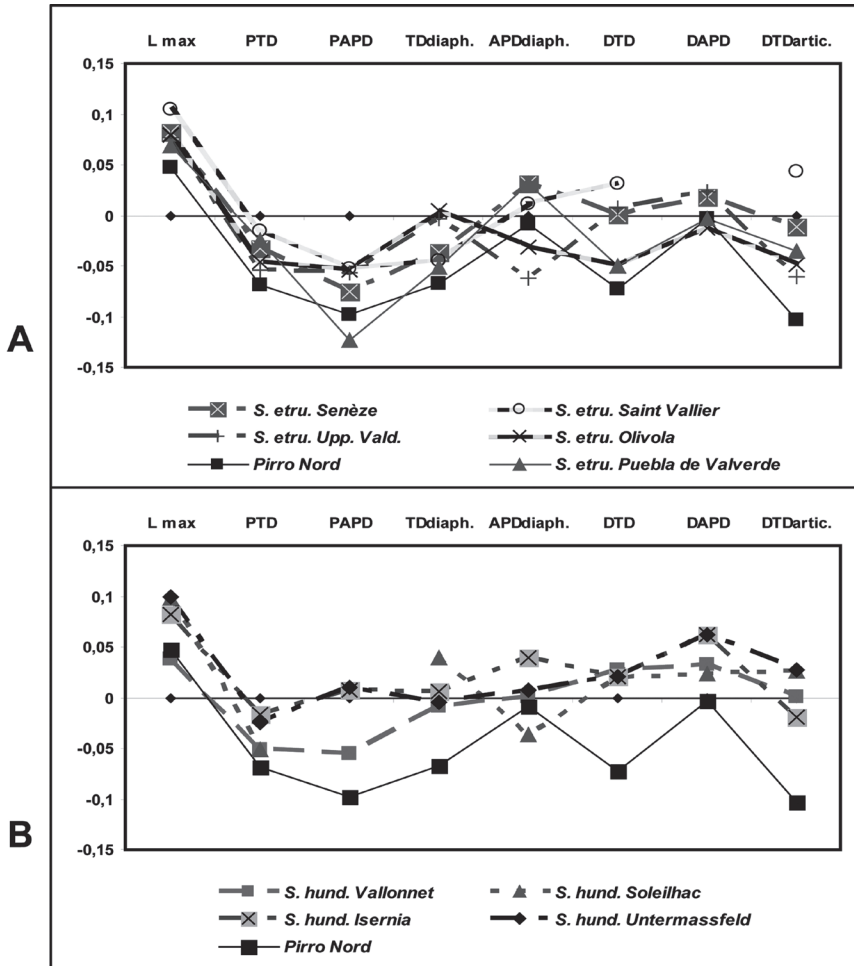 L max PTD PAPD TDdiaph. APDdiaph. DTD DAPD DTDartic.
0,15
0,1
0,05
0
-0,05
-0,1
-0,15
A
S. etru. Senèze S. etru. Saint Vallier
S. etru. Upp. Vald. S. etru. Olivola
Pirro Nord S. etru. Puebla de Valverde
L max PTD PAPD TDdiaph. APDdiaph. DTD DAPD DTDartic.
0,15
0,1
0,05
0
-0,05
-0,1
-0,15
B
S. hund. Vallonnet S. hund. Soleilhac
S. hund. Isernia S. hund. Untermassfeld
Pirro Nord